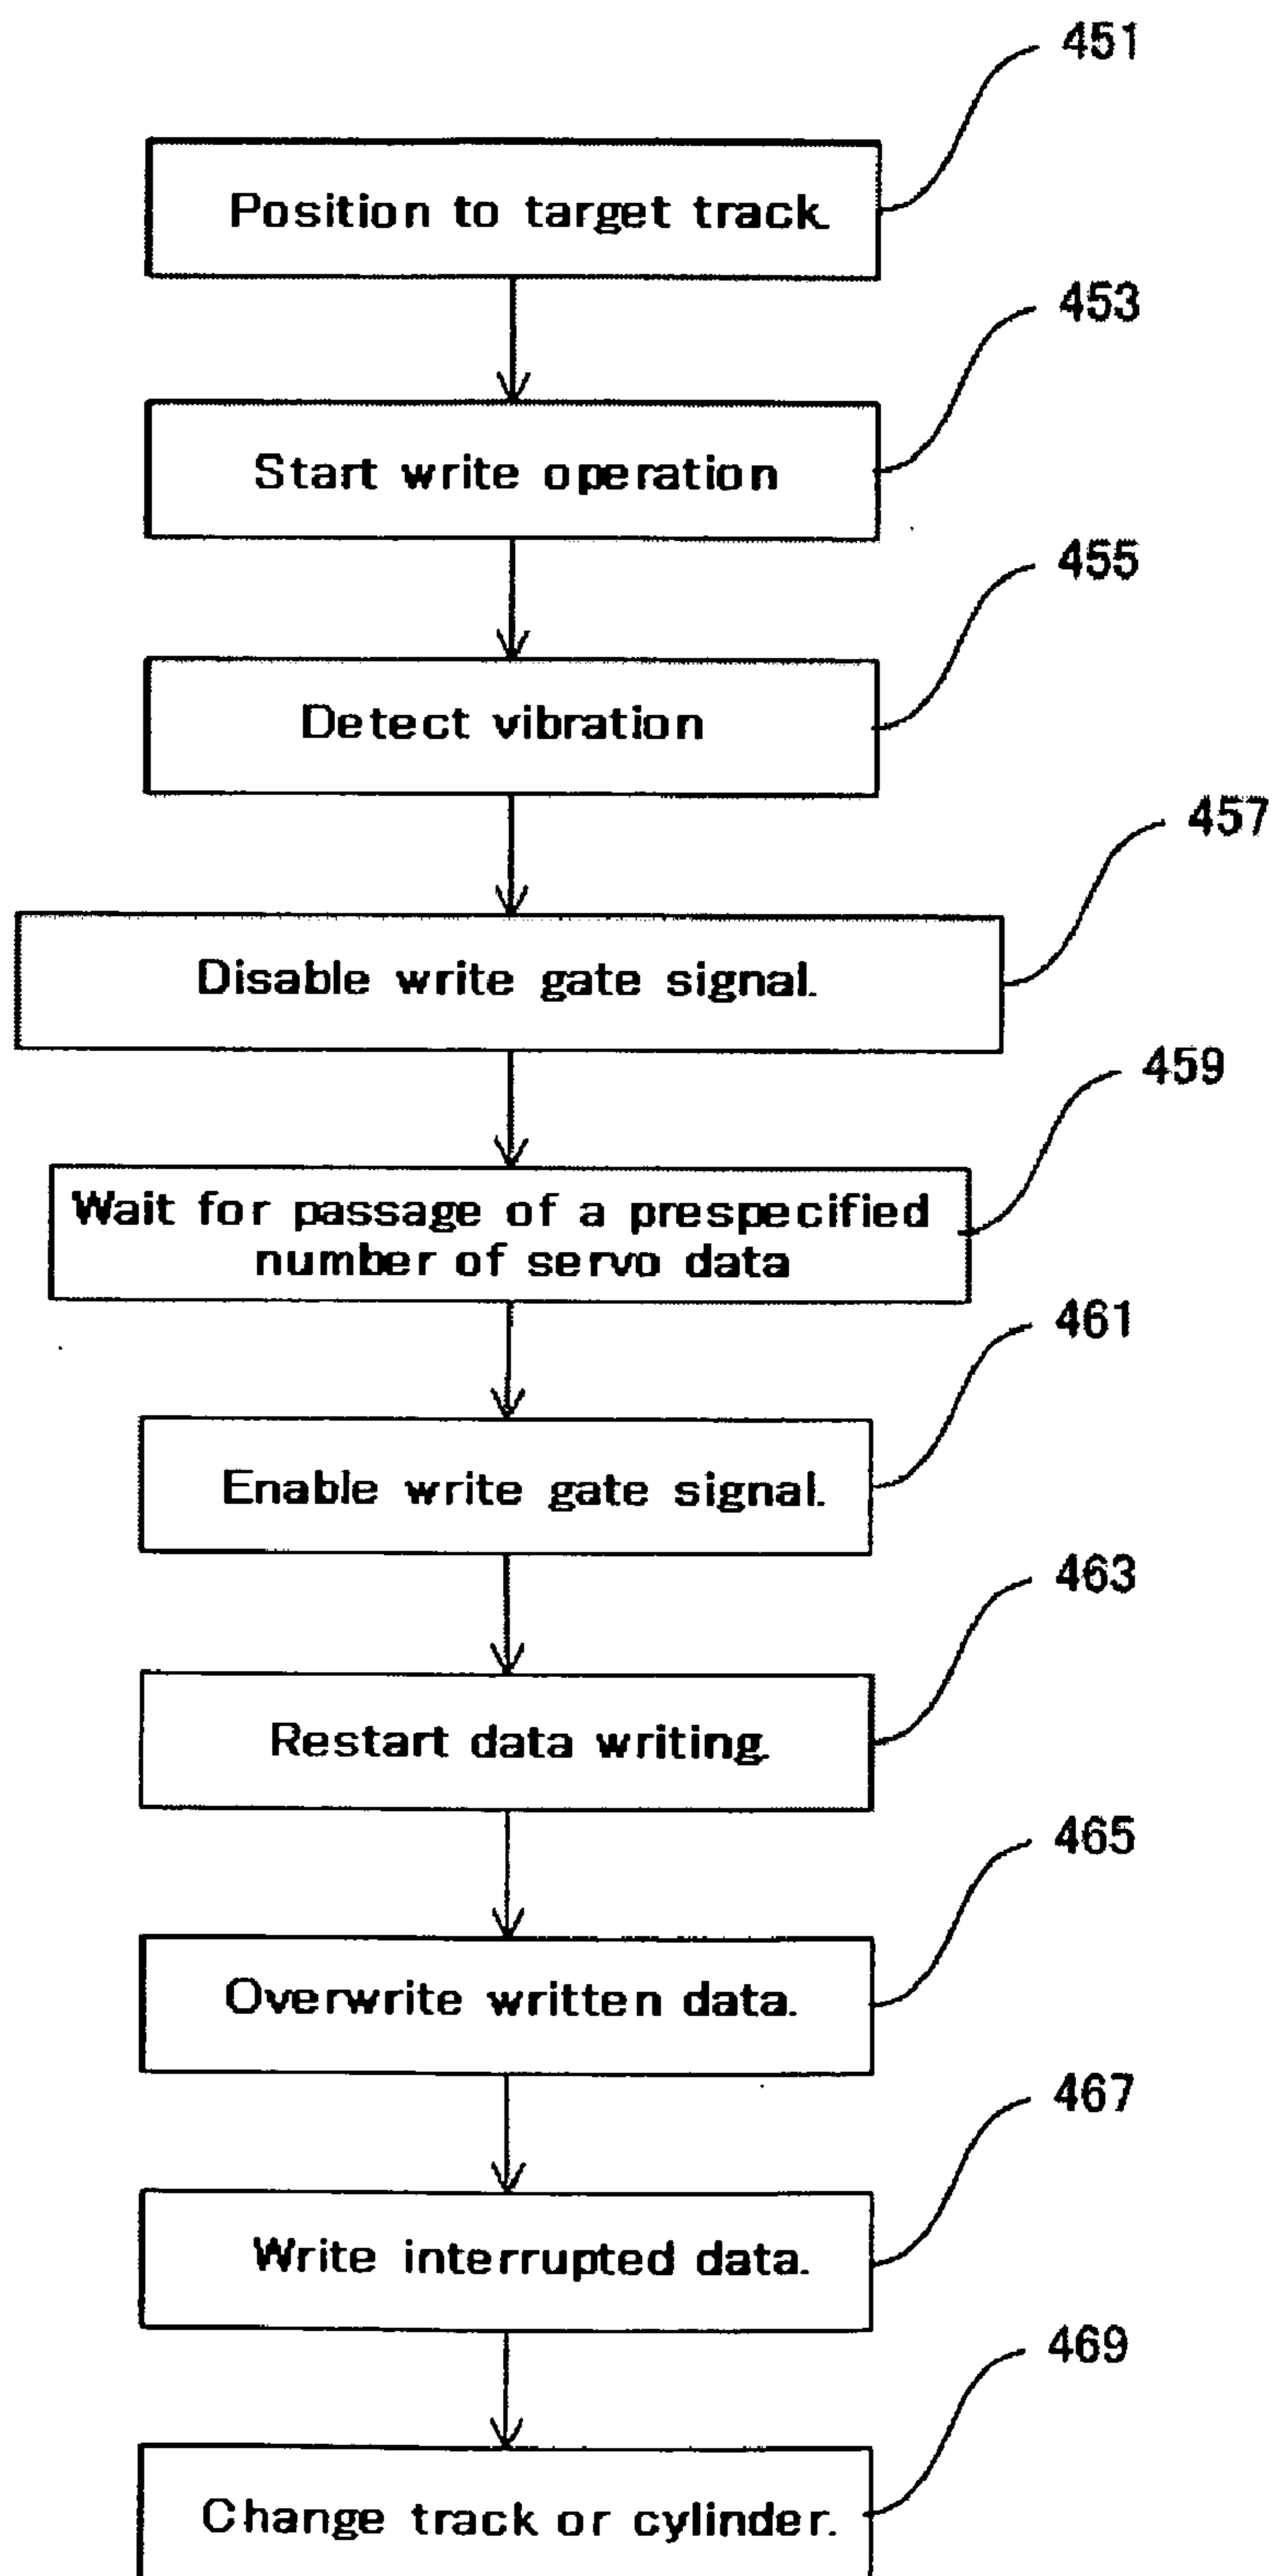 451
Position to target track.
453
Start write operation
455
Detect vibration
457
Disable write gate signal.
459
Wait for passage of a prespecified
number of servo data
461
Enable write gate signal.
463
Restart data writing.
465
Overwrite written data.
467
Write interrupted data.
469
Change track or cylinder.